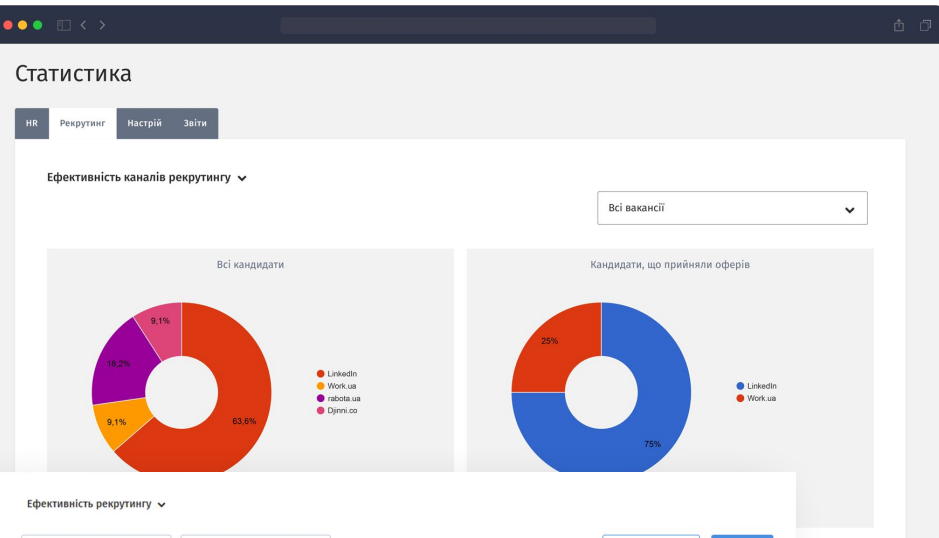 Статистика
HR Рекрутинг Настрій Звіти
Ефективність каналів рекрутингу
Всі вакансії
Всі кандидати
9,1%
18,2%
9,1%
63,6%
LinkedIn
Work.ua
rabota.ua
Djinni.co
Кандидати, що прийняли оферів
25%
75%
LinkedIn
Work.ua
Ефективність рекрутингу